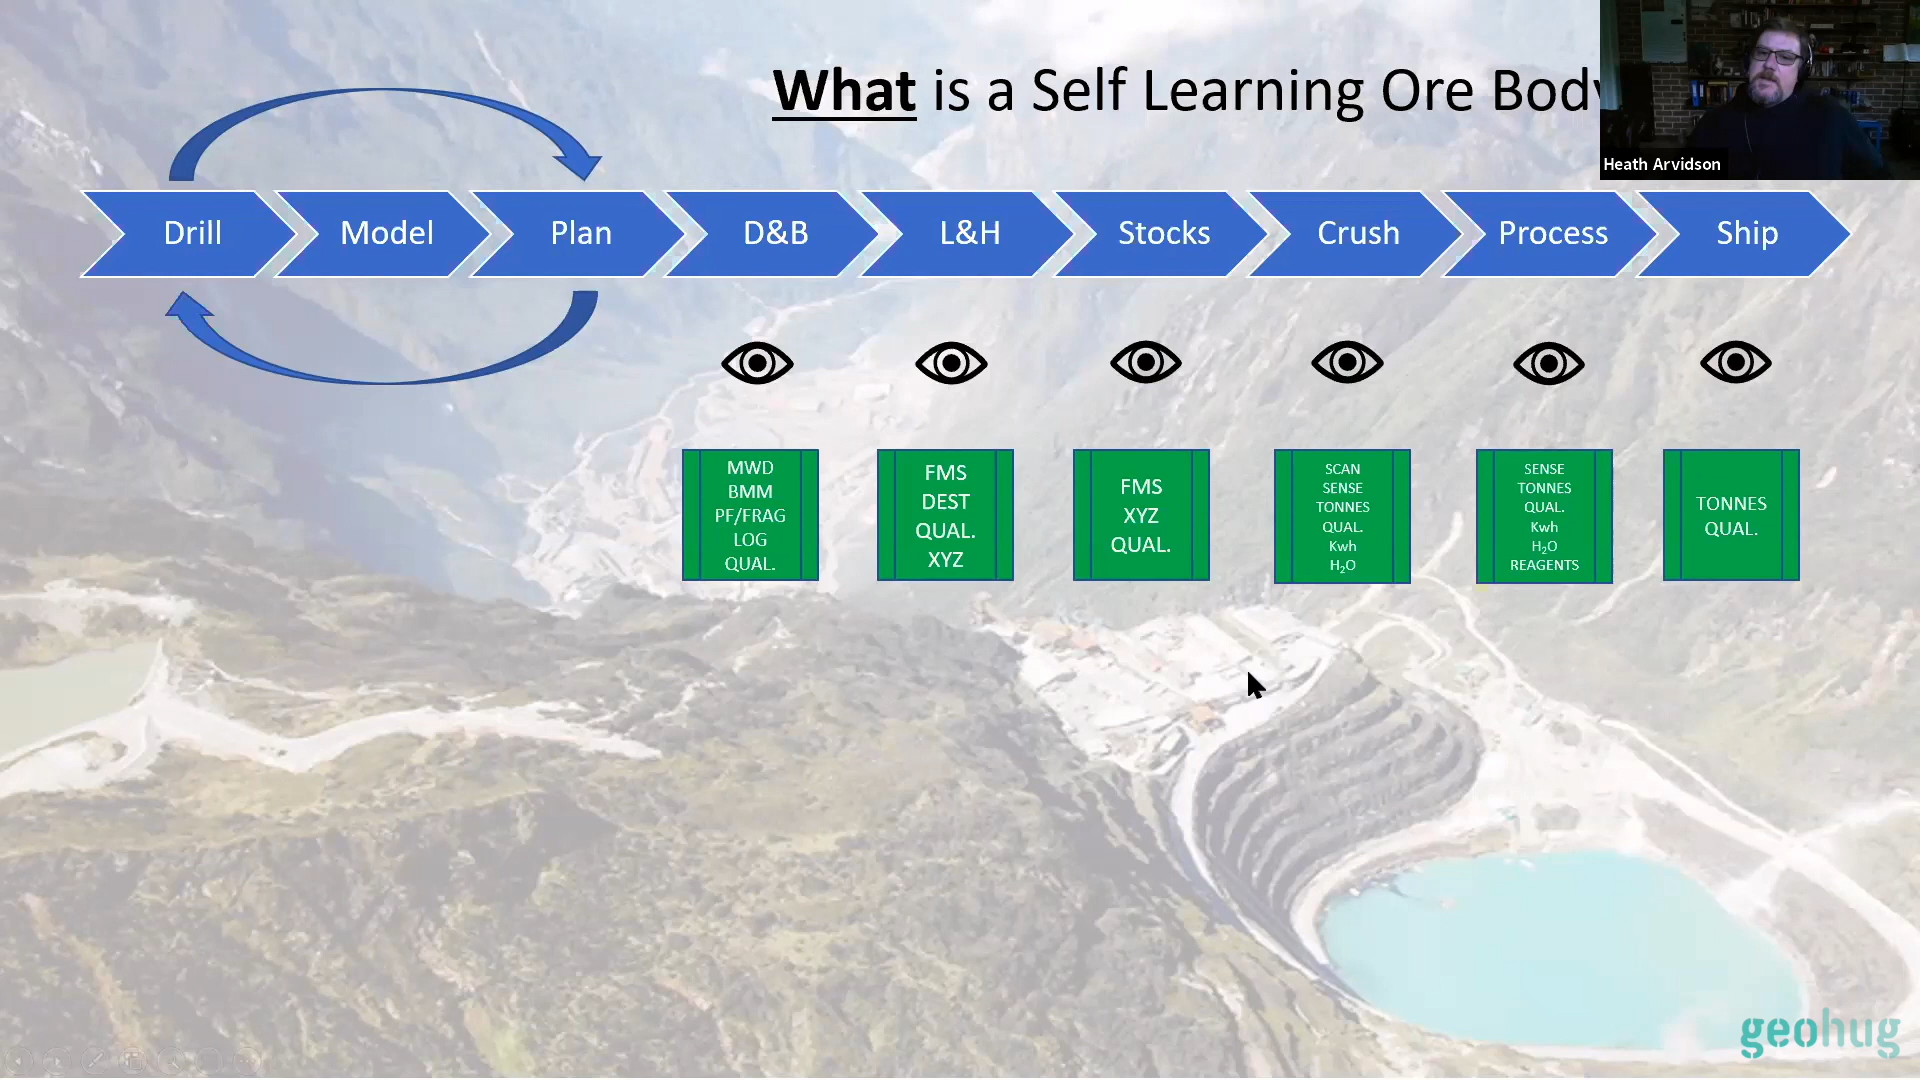 What is a Self Learning Ore Body
Heath Arvidson
Drill
Model
Plan
D&B
L&H
Stocks
Crush
Process
Ship
MWD
BMM
PF/FRAG
LOG
QUAL.
FMS
DEST
QUAL.
XYZ
FMS
XYZ
QUAL.
SCAN
SENSE
TONNES
QUAL.
Kwh
H₂O
SENSE
TONNES
QUAL.
Kwh
H₂O
REAGENTS
TONNES
QUAL.
geohug